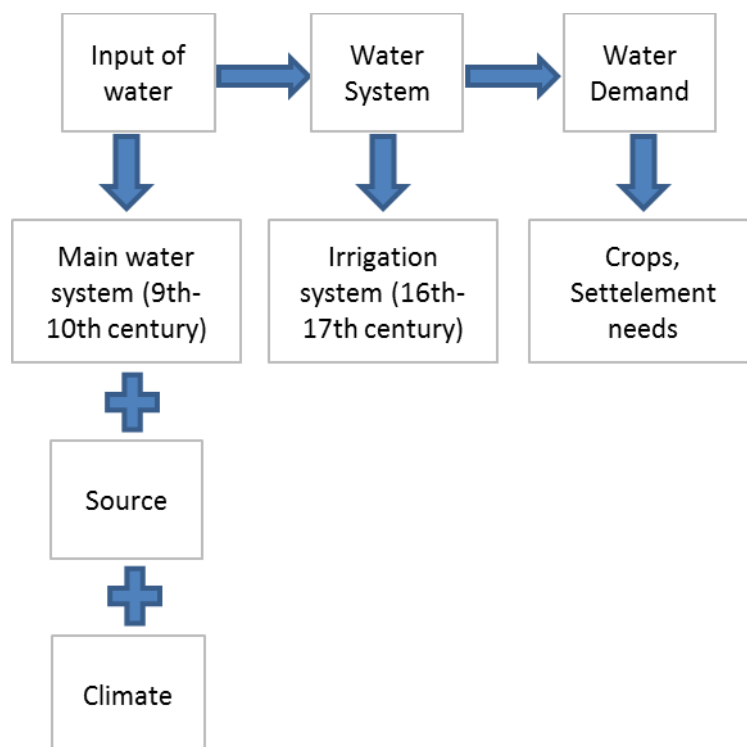 Input of
water
Water
System
Water
Demand
Main water
system (9th-
10th century)
Irrigation
system (16th-
17th century)
Crops,
Settelement
needs
Source
Climate